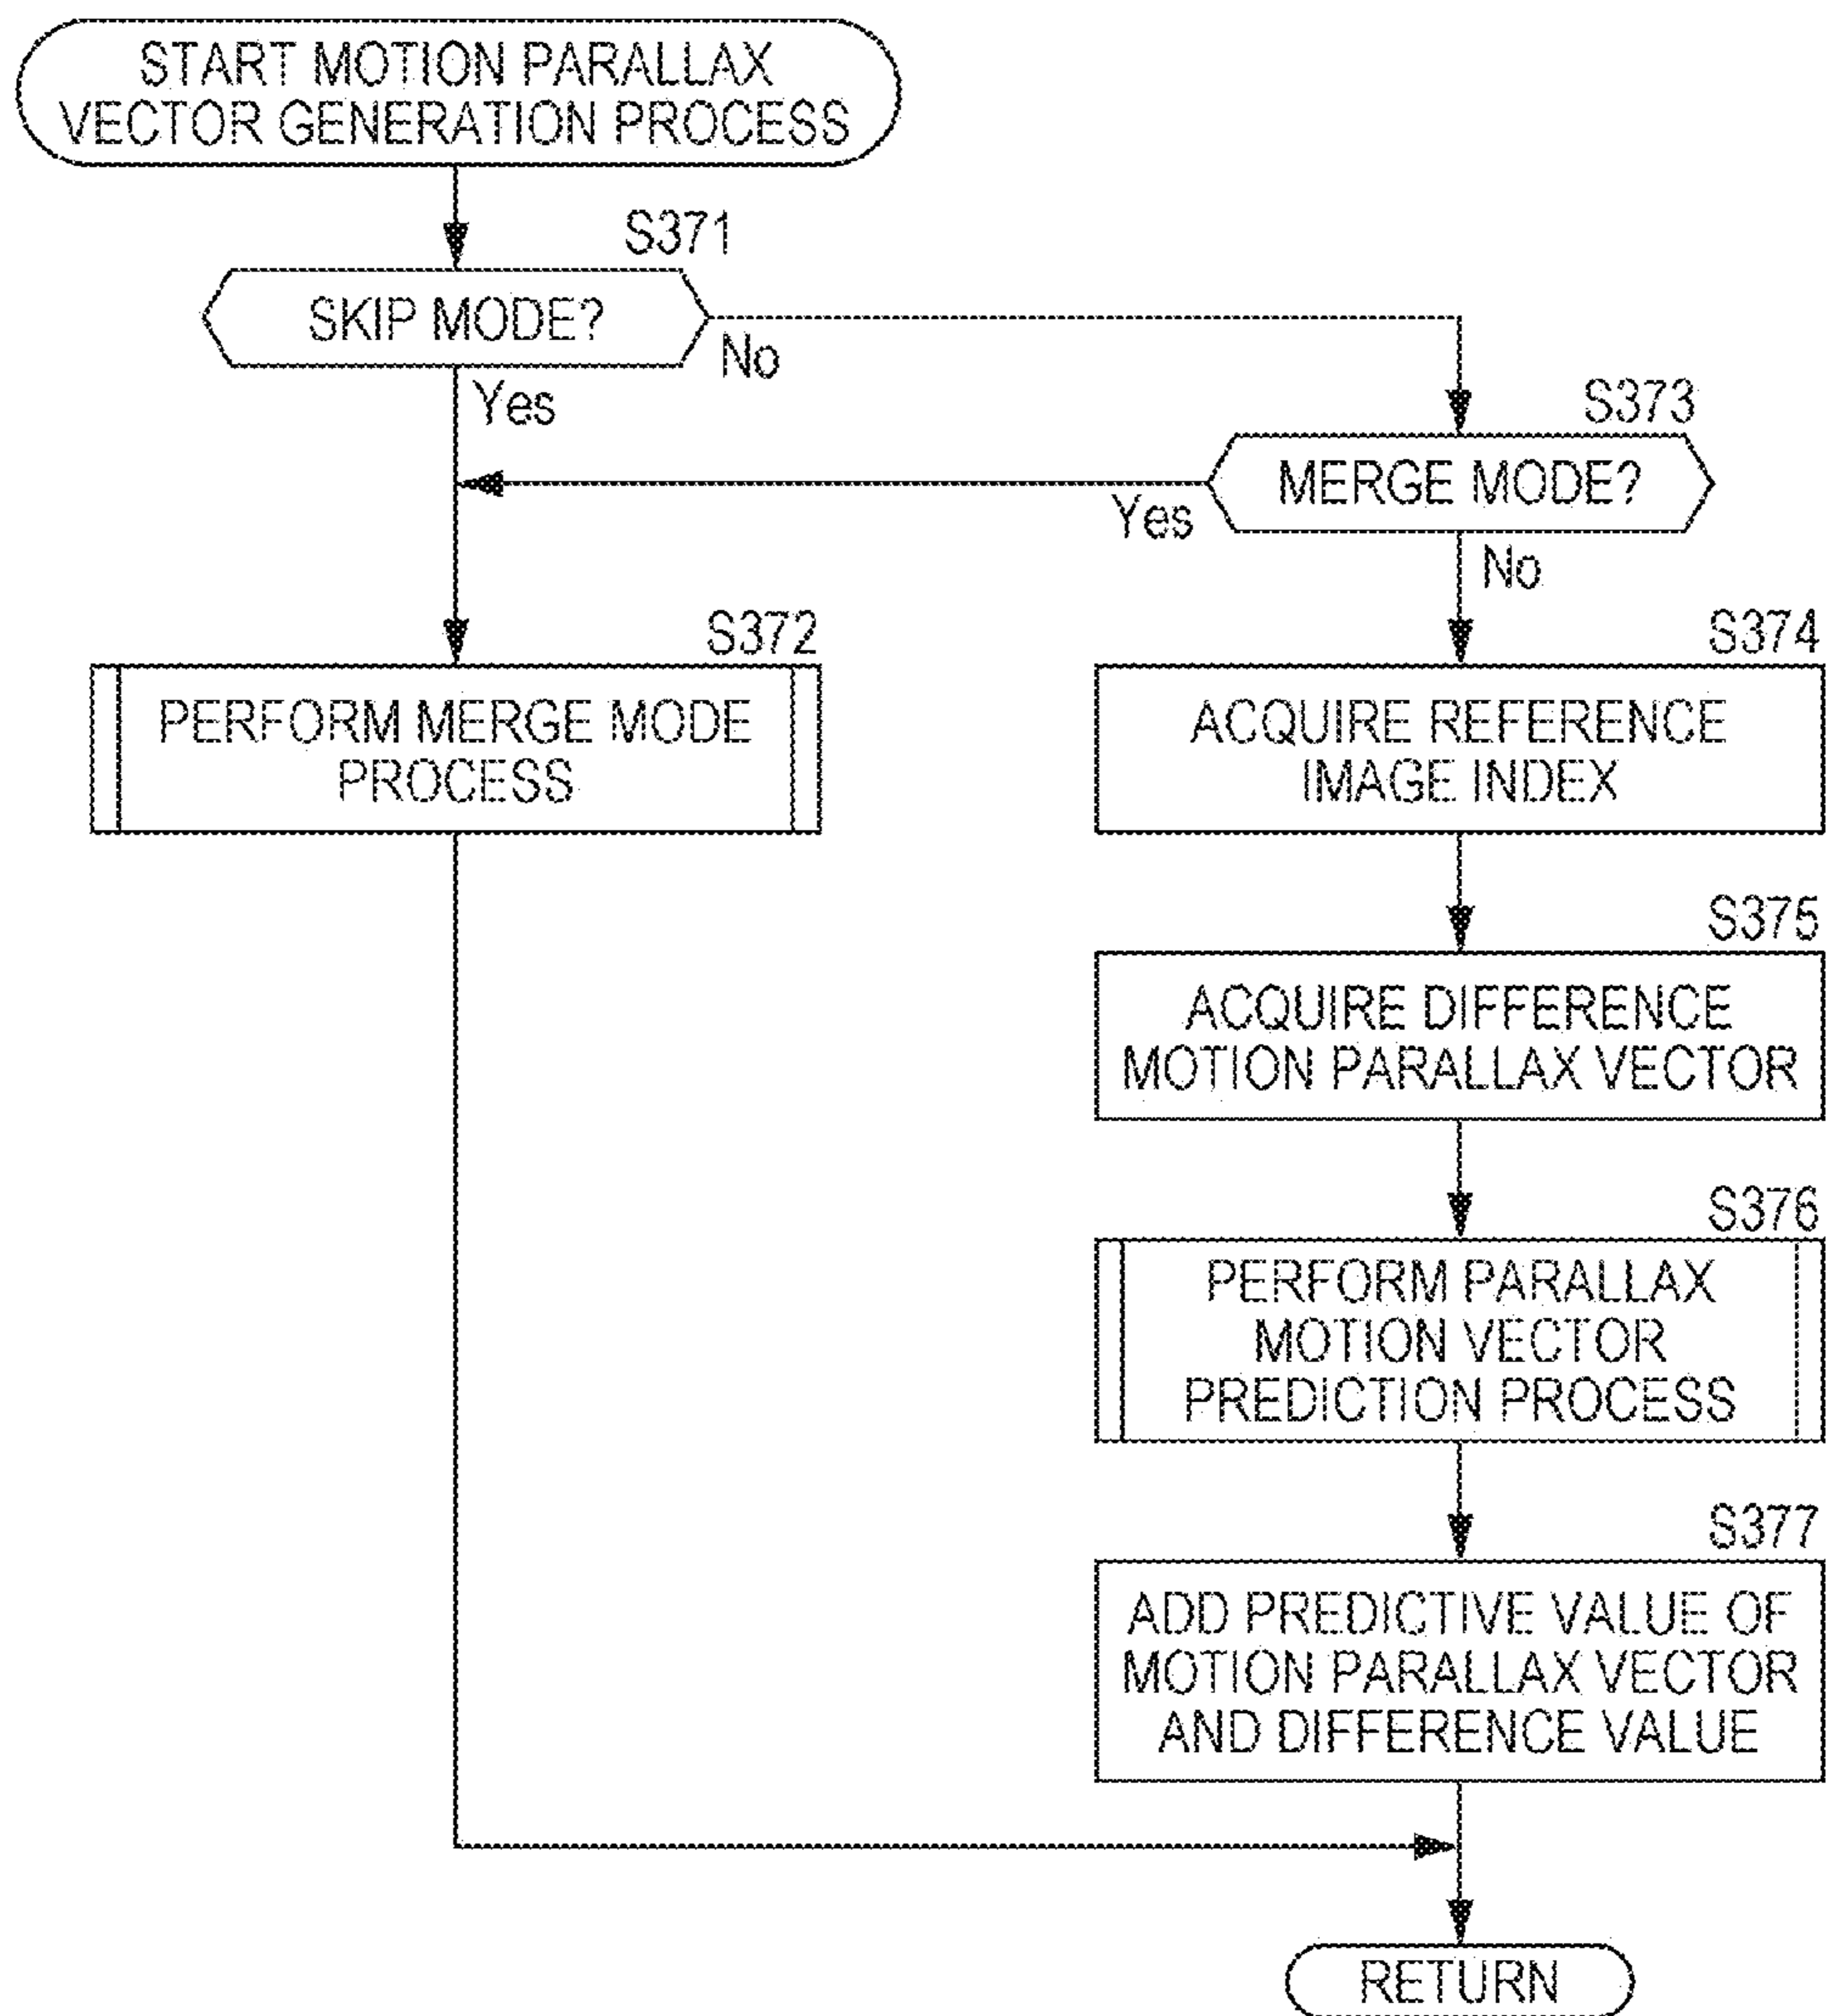 START MOTION PARALLAX
VECTOR GENERATION PROCESS
S371
SKIP MODE?
No
Yes
S373
MERGE MODE?
Yes
No
S372
PERFORM MERGE MODE
PROCESS
S374
ACQUIRE REFERENCE
IMAGE INDEX
S375
ACQUIRE DIFFERENCE
MOTION PARALLAX VECTOR
S376
PERFORM PARALLAX
MOTION VECTOR
PREDICTION PROCESS
S377
ADD PREDICTIVE VALUE OF
MOTION PARALLAX VECTOR
AND DIFFERENCE VALUE
RETURN